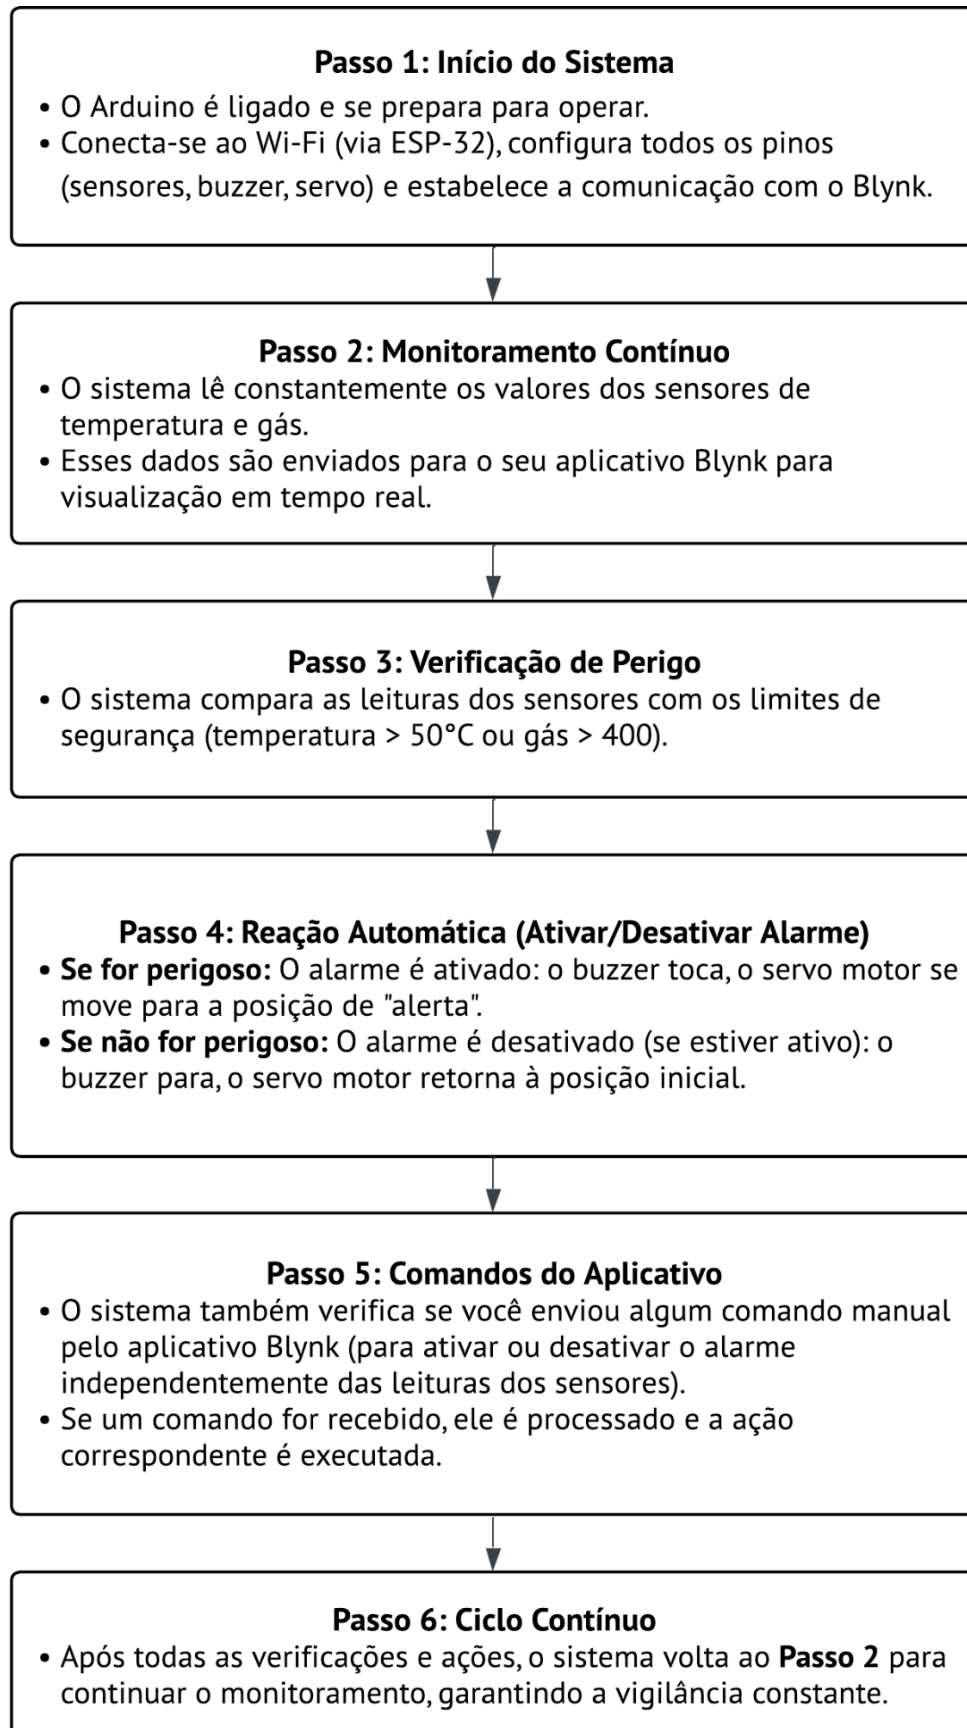 Passo 1: Início do Sistema
• O Arduino é ligado e se prepara para operar.
• Conecta-se ao Wi-Fi (via ESP-32), configura todos os pinos
(sensores, buzzer, servo) e estabelece a comunicação com o Blynk.
Passo 2: Monitoramento Contínuo
• O sistema lê constantemente os valores dos sensores de
temperatura e gás.
• Esses dados são enviados para o seu aplicativo Blynk para
visualização em tempo real.
Passo 3: Verificação de Perigo
• O sistema compara as leituras dos sensores com os limites de
segurança (temperatura > 50°C ou gás > 400).
Passo 4: Reação Automática (Ativar/Desativar Alarme)
• Se for perigoso: O alarme é ativado: o buzzer toca, o servo motor se
move para a posição de "alerta".
• Se não for perigoso: O alarme é desativado (se estiver ativo): o
buzzer para, o servo motor retorna à posição inicial.
Passo 5: Comandos do Aplicativo
• O sistema também verifica se você enviou algum comando manual
pelo aplicativo Blynk (para ativar ou desativar o alarme
independentemente das leituras dos sensores).
• Se um comando for recebido, ele é processado e a ação
correspondente é executada.
Passo 6: Ciclo Contínuo
• Após todas as verificações e ações, o sistema volta ao Passo 2 para
continuar o monitoramento, garantindo a vigilância constante.